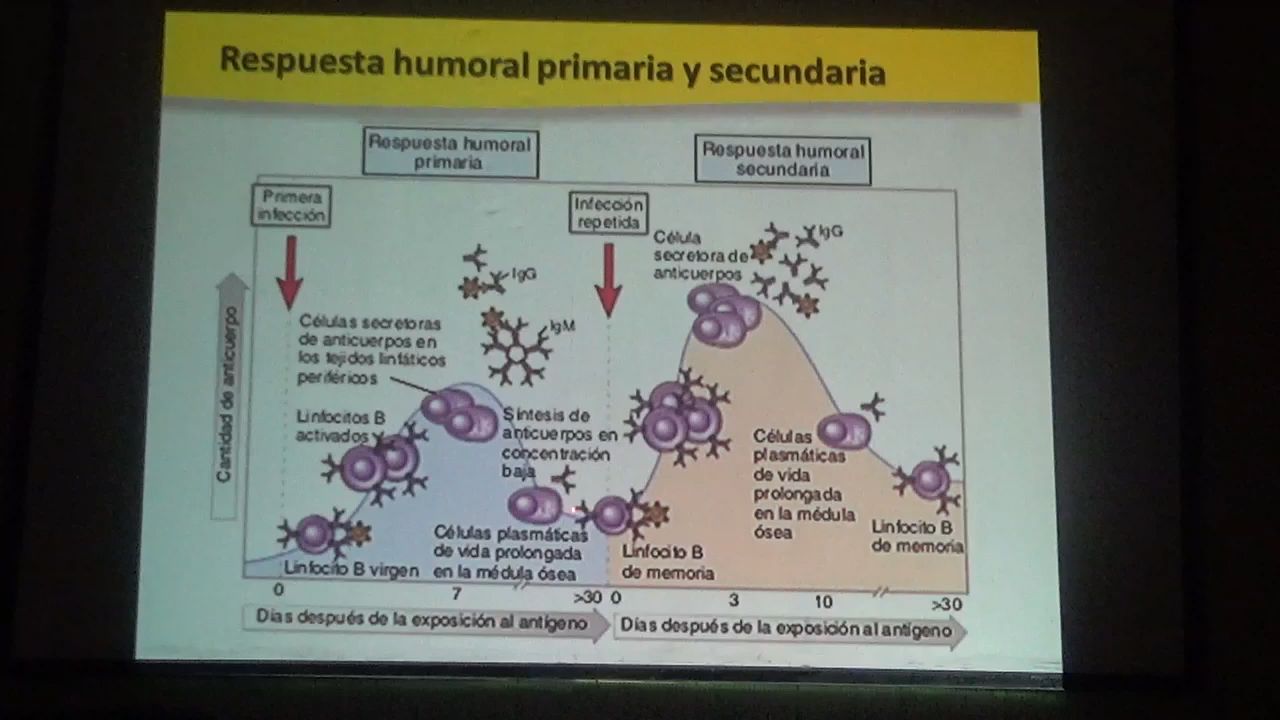 Respuesta humoral primaria y secundaria
Respuesta humoral
primaria
Respuesta humoral
secundaria
Primera
infección
Infección
repetida
Célula
secretora de
anticuerpos
IgG
IgG
IgM
Células secretoras
de anticuerpos en
los tejidos linfáticos
periféricos
Cantidad de anticuerpo
Linfocitos B
activados
Síntesis de
anticuerpos en
concentración
baja
Células
plasmáticas
de vida
prolongada
en la médula
ósea
Linfocito B
de memoria
Células plasmáticas
de vida prolongada
en la médula ósea
Linfocito B virgen
Linfocito B
de memoria
0 7 >30 0 3 10 >30
Días después de la exposición al antígeno
Días después de la exposición al antígeno